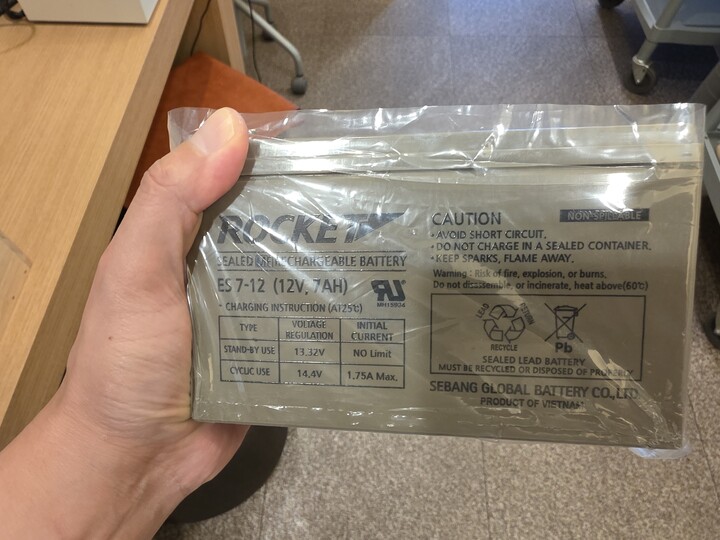 ROCKET
SEALED RECHARGEABLE BATTERY
ES 7-12 (12V, 7AH)
MH19824
· CHARGING INSTRUCTION (AT25℃)
TYPE VOLTAGE REGULATION INITIAL CURRENT
STAND-BY USE 13.32V NO Limit
CYCLIC USE 14.4V 1.75A Max.
CAUTION NON-SPILLABLE
· AVOID SHORT CIRCUIT.
· DO NOT CHARGE IN A SEALED CONTAINER.
· KEEP SPARKS, FLAME AWAY.
Warning : Risk of fire, explosion, or burns.
Do not disassemble, or incinerate, heat above(60℃)
LEAD RETURN
RECYCLE Pb
SEALED LEAD BATTERY
MUST BE RECYCLED OR DISPOSED OF PROPERLY
SEBANG GLOBAL BATTERY CO.,LTD
PRODUCT OF VIETNAM